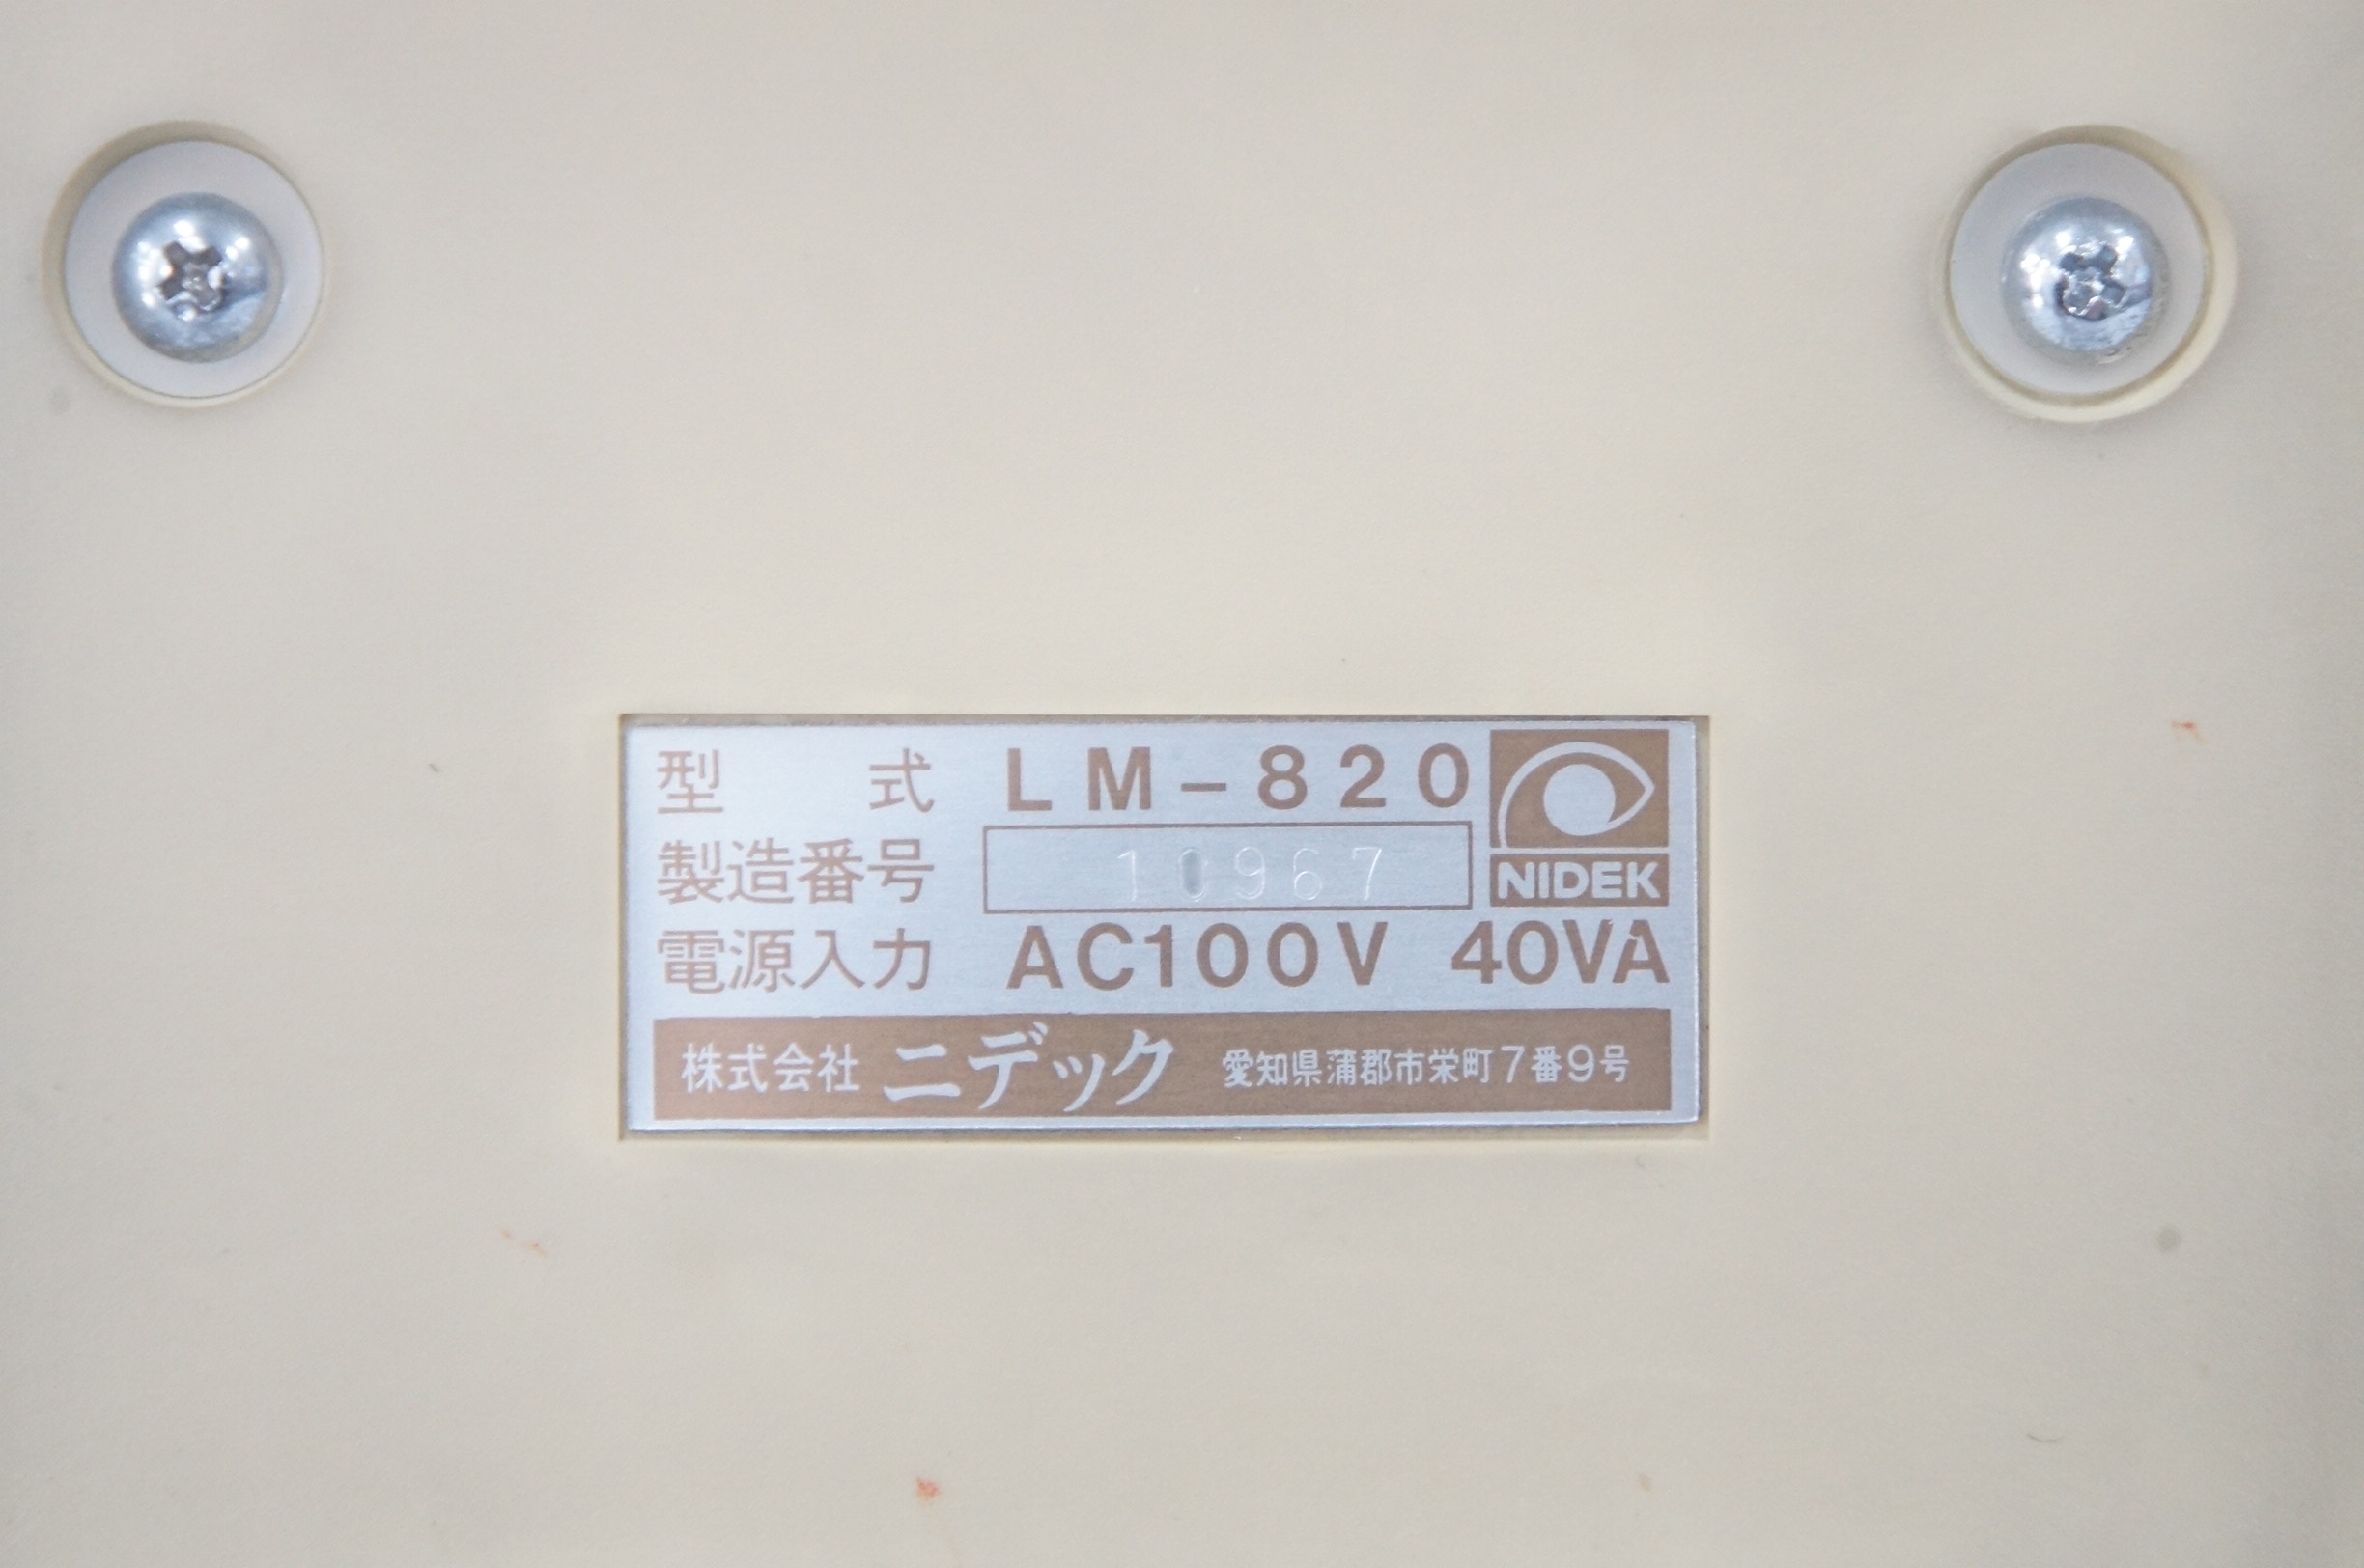 型式 LM-820
製造番号 10967
NIDEK
電源入力 AC100V 40VA
株式会社 ニデック 愛知県蒲郡市栄町7番9号